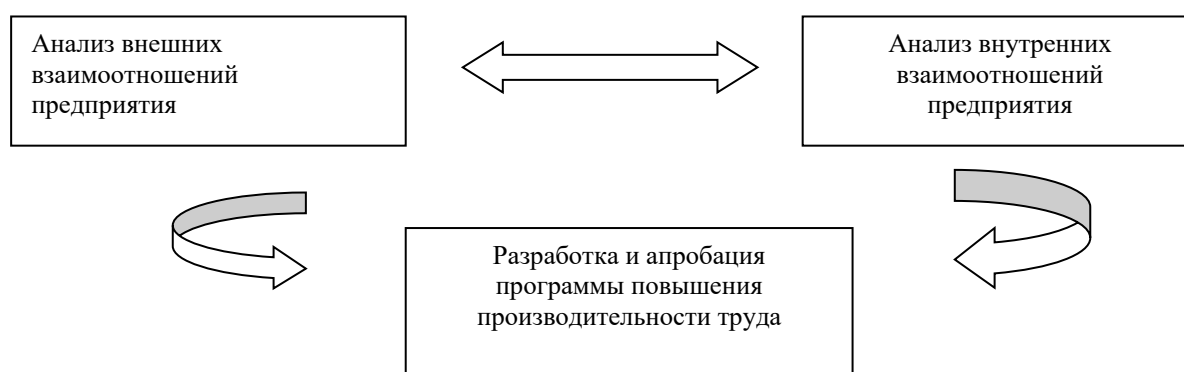 Анализ внешних
взаимоотношений
предприятия
Анализ внутренних
взаимоотношений
предприятия
Разработка и апробация
программы повышения
производительности труда